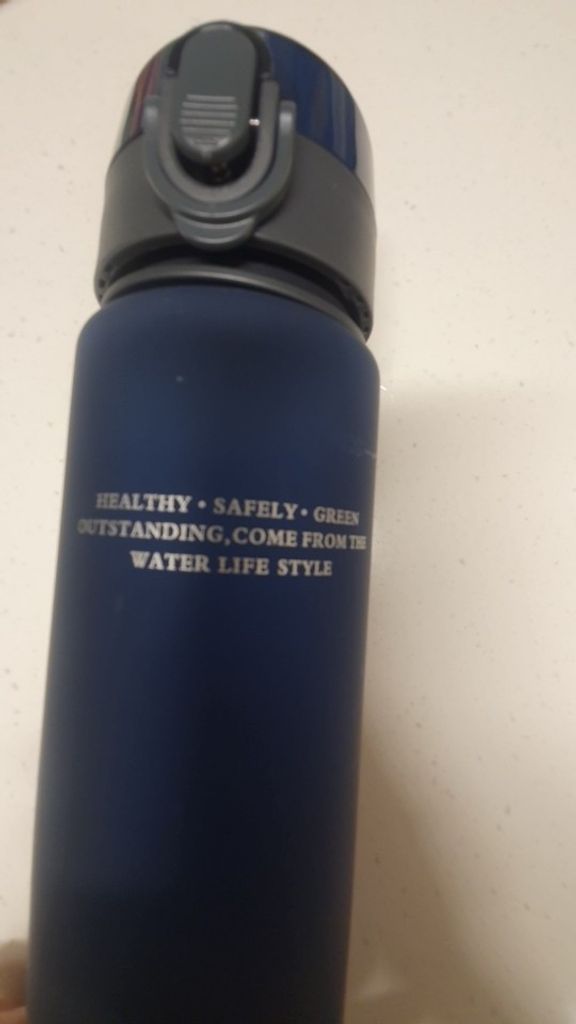 HEALTHY • SAFELY • GREEN
OUTSTANDING,COME FROM THE
WATER LIFE STYLE